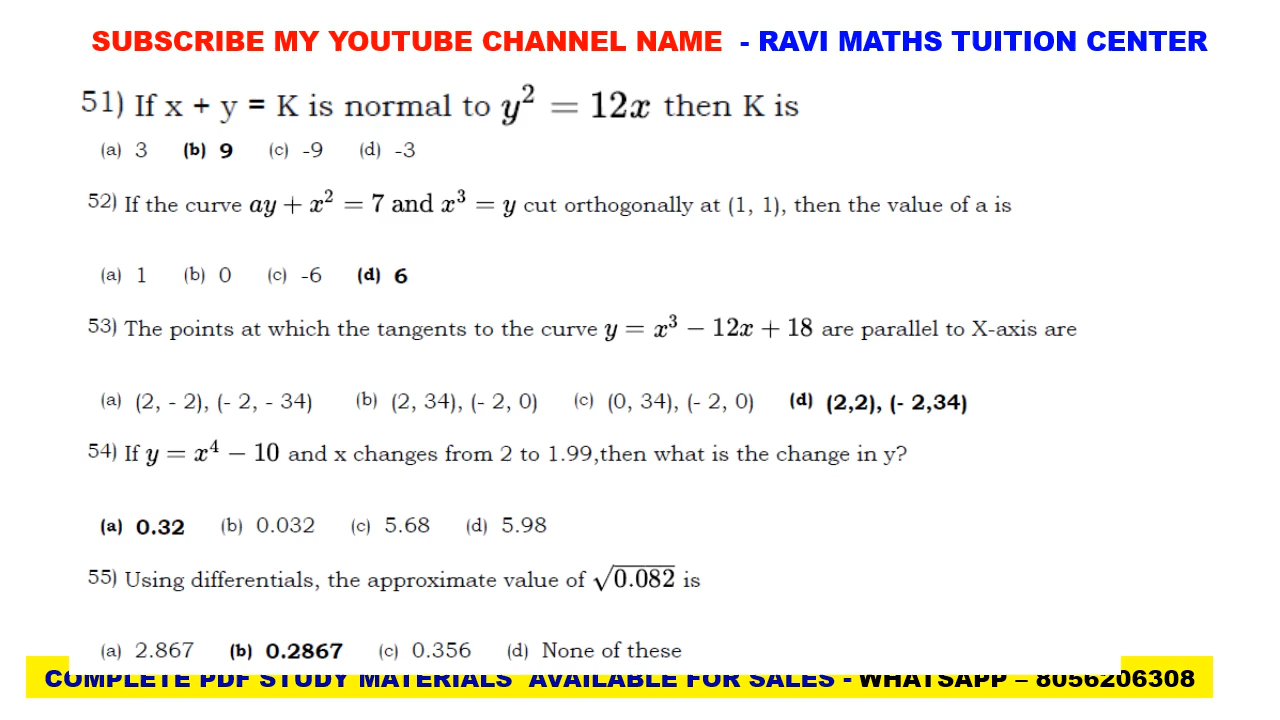 SUBSCRIBE MY YOUTUBE CHANNEL NAME - RAVI MATHS TUITION CENTER
51) If x + y = K is normal to y² = 12x then K is
(a) 3 (b) 9 (c) -9 (d) -3
52) If the curve ay + x² = 7 and x³ = y cut orthogonally at (1, 1), then the value of a is
(a) 1 (b) 0 (c) -6 (d) 6
53) The points at which the tangents to the curve y = x³ − 12x + 18 are parallel to X-axis are
(a) (2, - 2), (- 2, - 34) (b) (2, 34), (- 2, 0) (c) (0, 34), (- 2, 0) (d) (2,2), (- 2,34)
54) If y = x⁴ − 10 and x changes from 2 to 1.99,then what is the change in y?
(a) 0.32 (b) 0.032 (c) 5.68 (d) 5.98
55) Using differentials, the approximate value of √0.082 is
(a) 2.867 (b) 0.2867 (c) 0.356 (d) None of these
COMPLETE PDF STUDY MATERIALS AVAILABLE FOR SALES - WHATSAPP – 8056206308